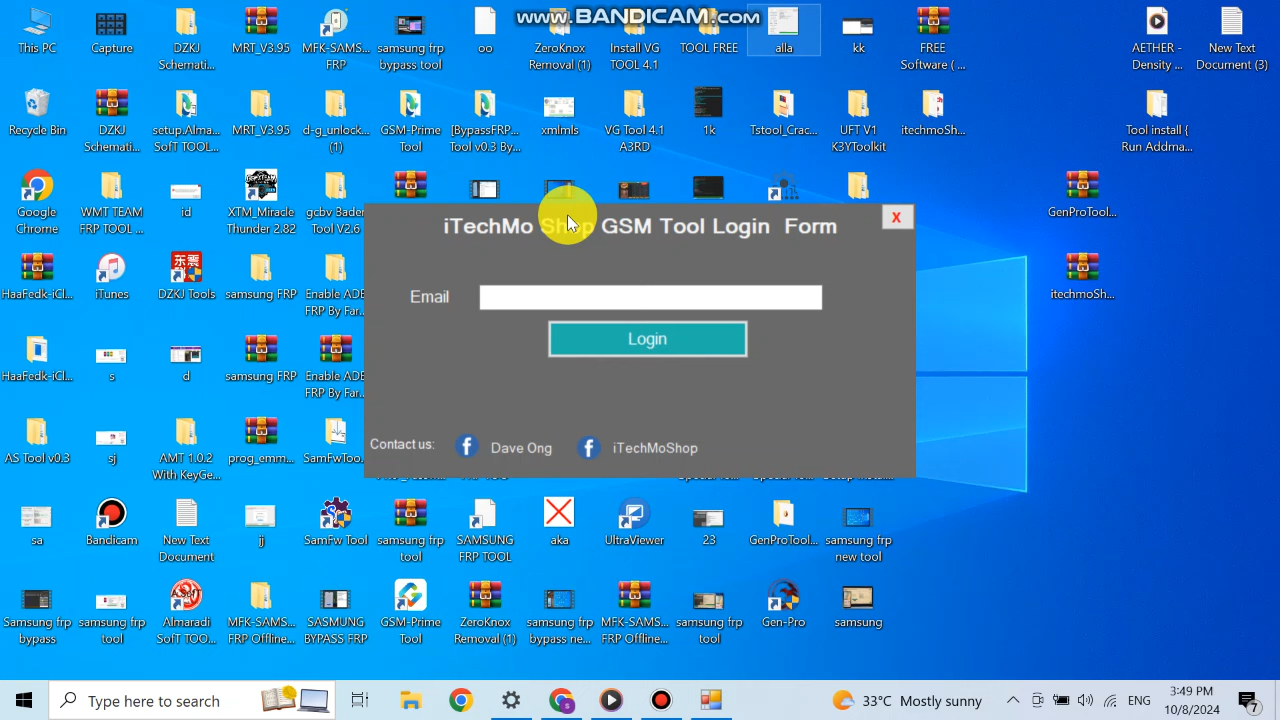 www.BANDICAM.com
This PC
Capture
DZKJ
Schemati...
MRT_V3.95
MFK-SAMS...
FRP
samsung frp
bypass tool
oo
ZeroKnox
Removal (1)
Install VG
TOOL 4.1
TOOL FREE
alla
kk
FREE
Software ( ...
AETHER -
Density ...
New Text
Document (3)
Recycle Bin
DZKJ
Schemati...
setup.Alma...
SofT TOOL...
MRT_V3.95
d-g_unlock...
(1)
GSM-Prime
Tool
[BypassFRP...
Tool v0.3 By...
xmlmls
VG Tool 4.1
A3RD
1k
Tstool_Crac...
UFT V1
K3YToolkit
itechmoSh...
Tool install {
Run Addma...
Google
Chrome
WMT TEAM
FRP TOOL ...
id
XTM_Miracle
Thunder 2.82
gcbv Bader
Tool V2.6
GenProTool...
iTechMo Shop GSM Tool Login Form
X
Email
Login
Contact us:
Dave Ong
iTechMoShop
HaaFedk-iCl...
iTunes
DZKJ Tools
samsung FRP
Enable ADB
FRP By Far...
itechmoSh...
HaaFedk-iCl...
s
d
samsung FRP
Enable ADB
FRP By Far...
AS Tool v0.3
sj
AMT 1.0.2
With KeyGe...
prog_emm...
SamFwToo...
sa
Bandicam
New Text
Document
ij
SamFw Tool
samsung frp
tool
SAMSUNG
FRP TOOL
aka
UltraViewer
23
GenProTool...
samsung frp
new tool
Samsung frp
bypass
samsung frp
tool
Almaradi
SofT TOO...
MFK-SAMS...
FRP Offline...
SASMUNG
BYPASS FRP
GSM-Prime
Tool
ZeroKnox
Removal (1)
samsung frp
bypass ne...
MFK-SAMS...
FRP Offline...
samsung frp
tool
Gen-Pro
samsung
Type here to search
33°C Mostly sunny
ENG
3:49 PM
10/8/2024
7